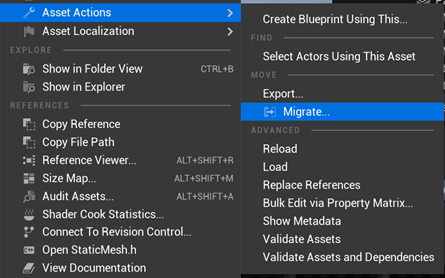 Asset Actions
Asset Localization
EXPLORE
Show in Folder View CTRL+B
Show in Explorer
REFERENCES
Copy Reference
Copy File Path
Reference Viewer... ALT+SHIFT+R
Size Map... ALT+SHIFT+M
Audit Assets... ALT+SHIFT+A
Shader Cook Statistics...
Connect To Revision Control...
Open StaticMesh.h
View Documentation
Create Blueprint Using This...
FIND
Select Actors Using This Asset
MOVE
Export...
Migrate...
ADVANCED
Reload
Load
Replace References
Bulk Edit via Property Matrix...
Show Metadata
Validate Assets
Validate Assets and Dependencies